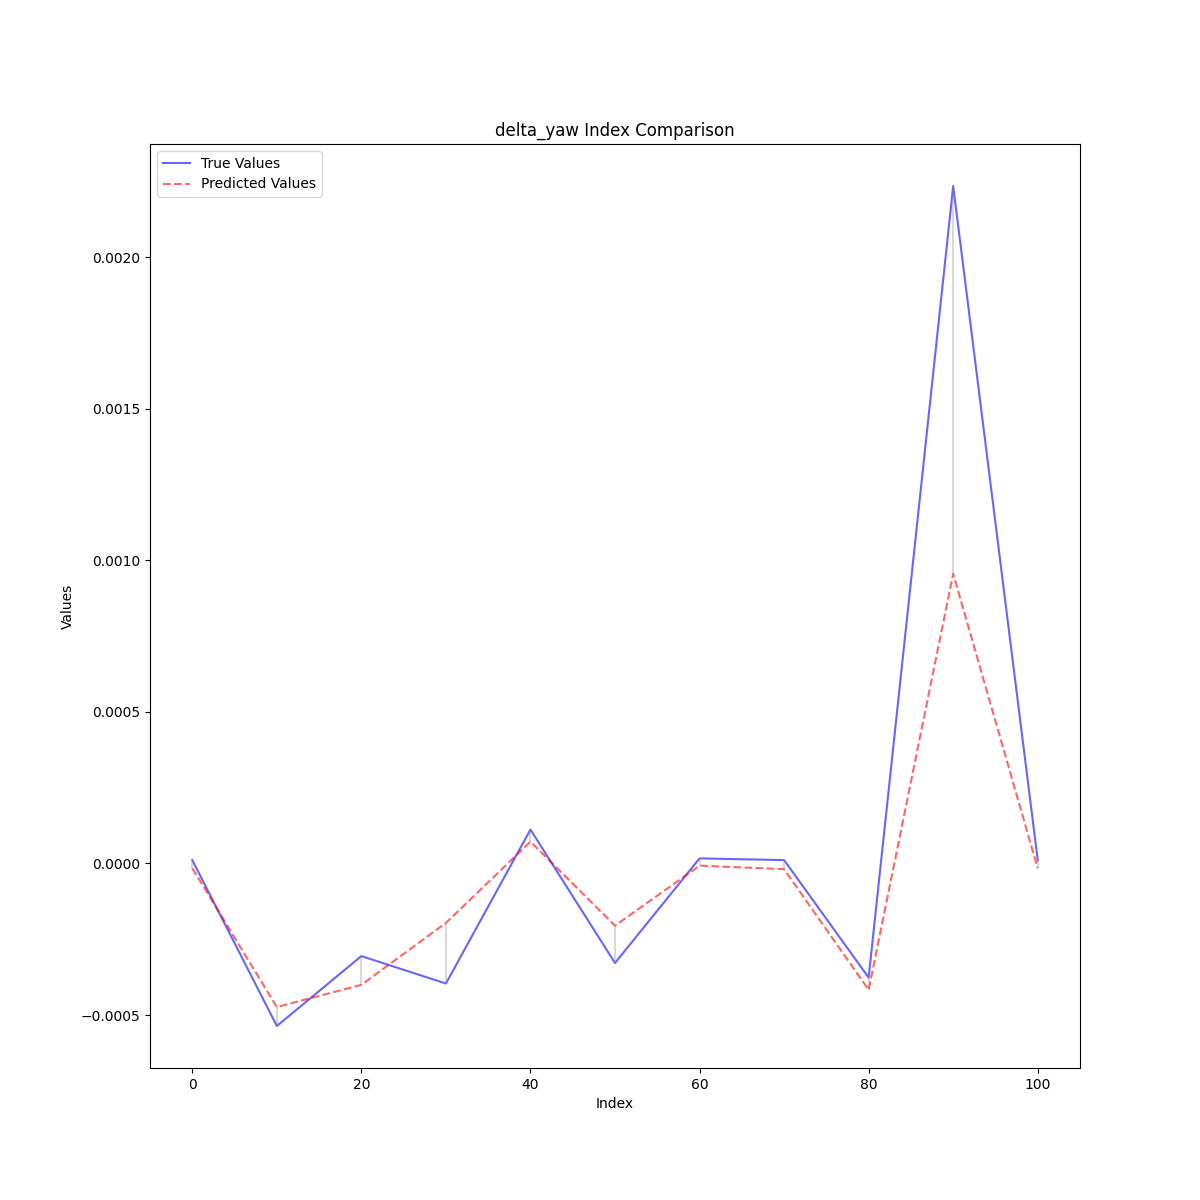 delta_yaw Index Comparison
True Values
Predicted Values
0.0020
0.0015
0.0010
0.0005
0.0000
−0.0005
Values
0 20 40 60 80 100
Index